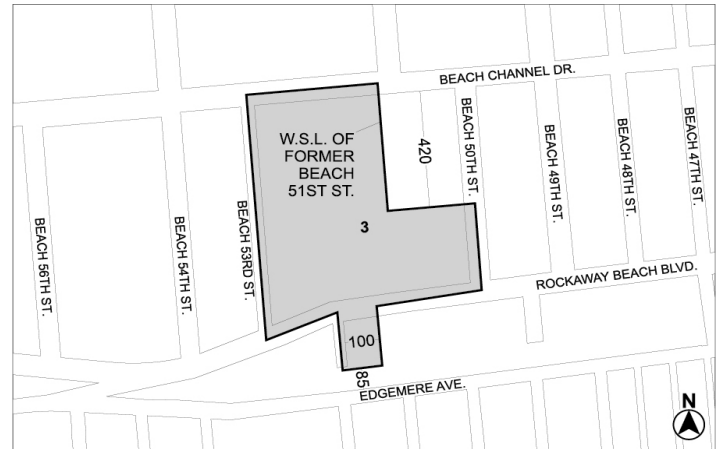 BEACH CHANNEL DR.
W.S.L. OF
FORMER
BEACH
51ST ST.
420
BEACH 50TH ST.
BEACH 49TH ST.
BEACH 48TH ST.
BEACH 47TH ST.
BEACH 56TH ST.
BEACH 54TH ST.
BEACH 53RD ST.
3
ROCKAWAY BEACH BLVD.
100
85
EDGEMERE AVE.
N